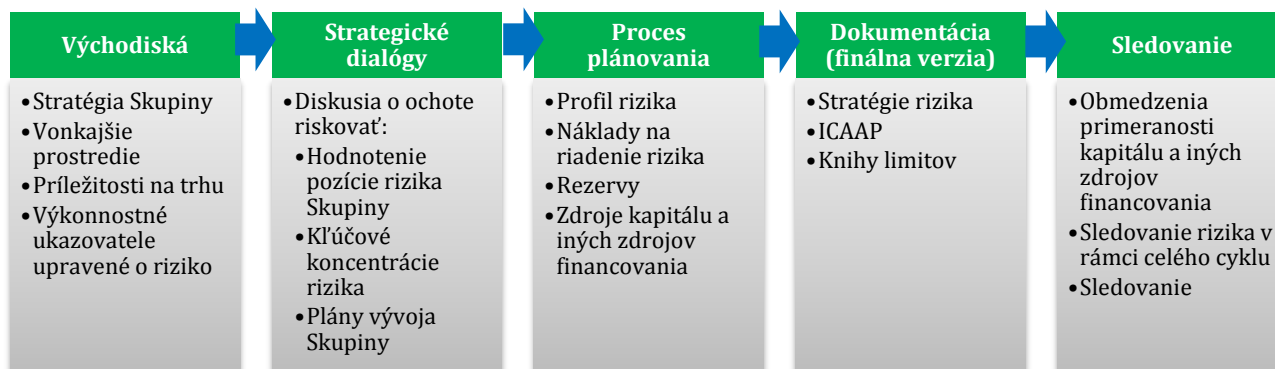 Východiská
•Stratégia Skupiny
•Vonkajšie
prostredie
•Príležitosti na trhu
•Výkonnostné
ukazovatele
upravené o riziko
Strategické
dialógy
•Diskusia o ochote
riskovať:
•Hodnotenie
pozície rizika
Skupiny
•Kľúčové
koncentrácie
rizika
•Plány vývoja
Skupiny
Proces
plánovania
•Profil rizika
•Náklady na
riadenie rizika
•Rezervy
•Zdroje kapitálu a
iných zdrojov
financovania
Dokumentácia
(finálna verzia)
•Stratégie rizika
•ICAAP
•Knihy limitov
Sledovanie
•Obmedzenia
primeranosti
kapitálu a iných
zdrojov
financovania
•Sledovanie rizika v
rámci celého cyklu
•Sledovanie